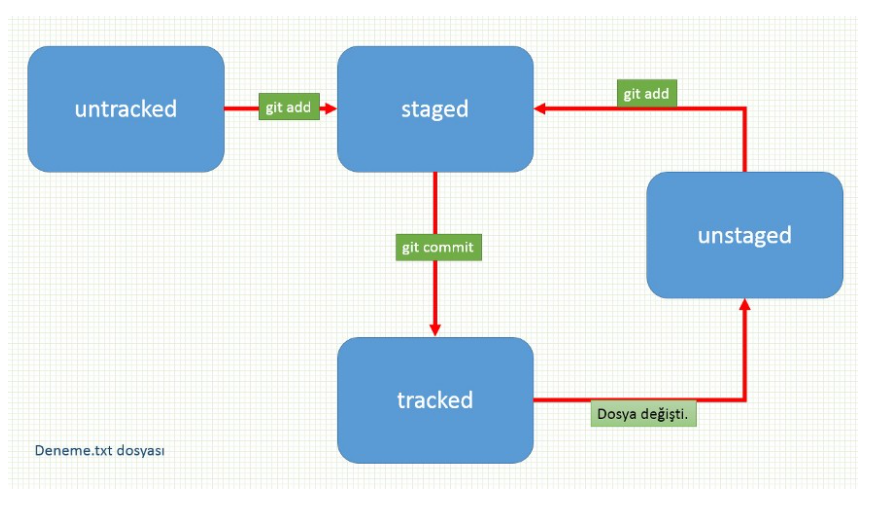 untracked
git add
staged
git add
unstaged
git commit
tracked
Dosya değişti.
Deneme.txt dosyası